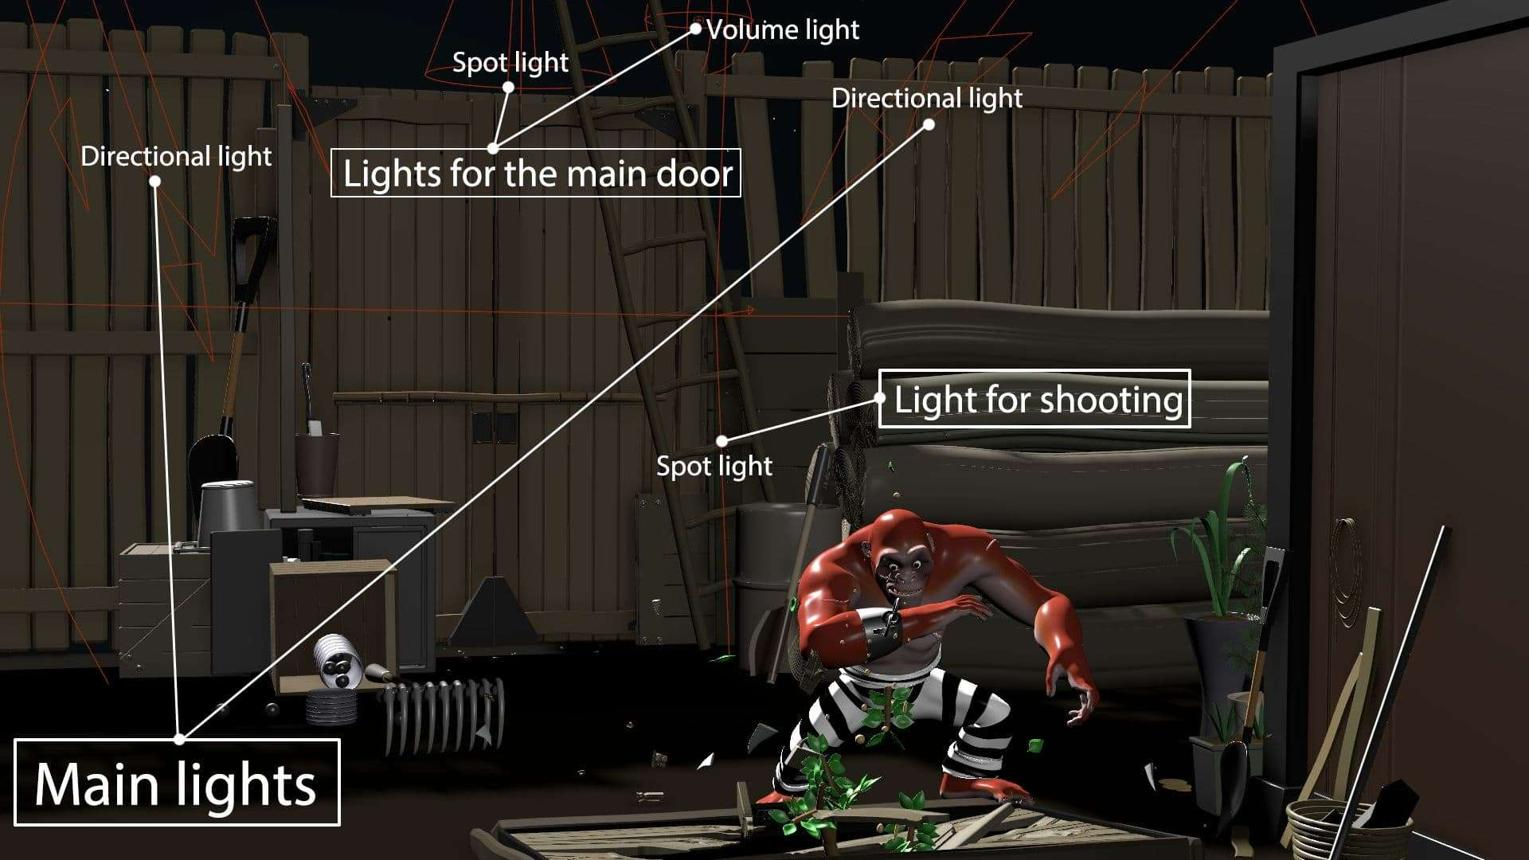 Volume light
Spot light
Directional light
Directional light
Lights for the main door
Light for shooting
Spot light
Main lights